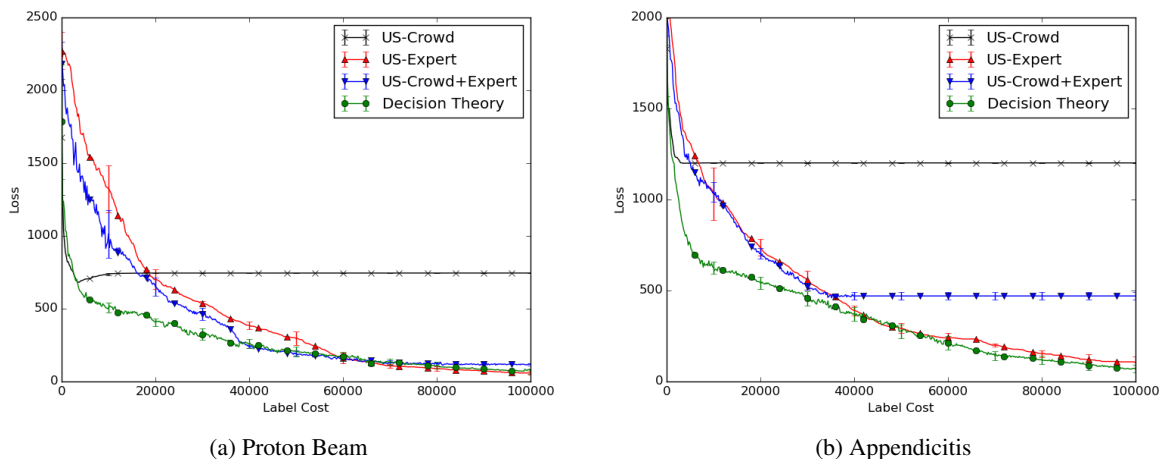 2500
2000
1500
1000
500
0
Loss
0 20000 40000 60000 80000 100000
Label Cost
US-Crowd
US-Expert
US-Crowd+Expert
Decision Theory
(a) Proton Beam
2000
1500
1000
500
0
Loss
0 20000 40000 60000 80000 100000
Label Cost
US-Crowd
US-Expert
US-Crowd+Expert
Decision Theory
(b) Appendicitis